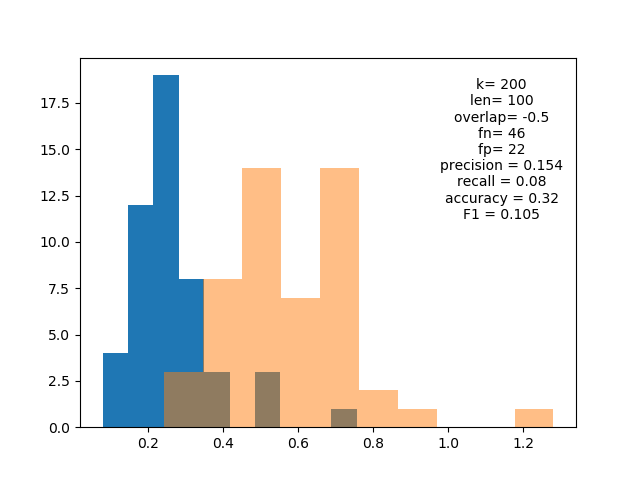 k= 200
len= 100
overlap= -0.5
fn= 46
fp= 22
precision = 0.154
recall = 0.08
accuracy = 0.32
F1 = 0.105
17.5
15.0
12.5
10.0
7.5
5.0
2.5
0.0
0.2 0.4 0.6 0.8 1.0 1.2